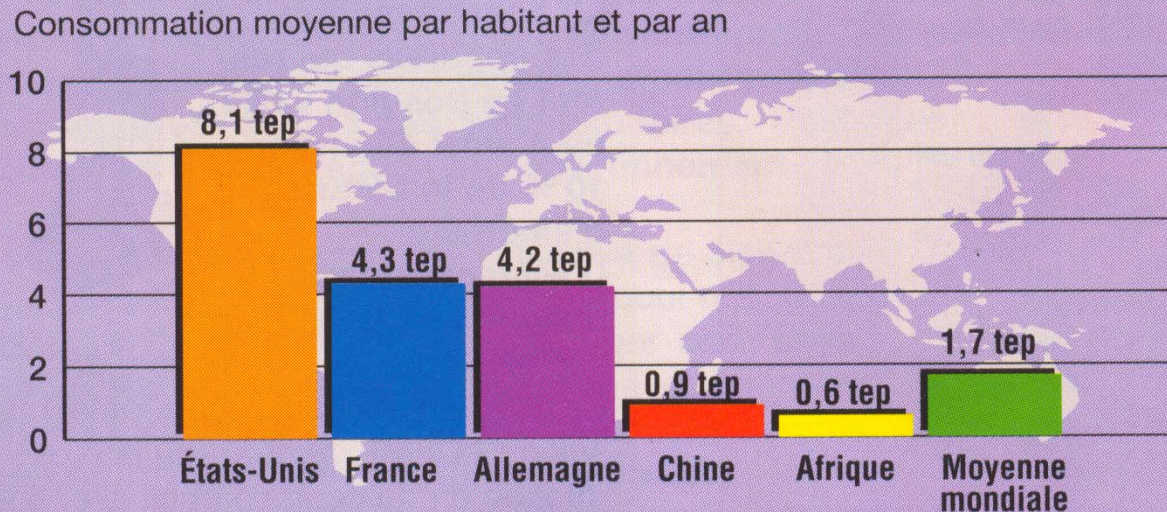 Consommation moyenne par habitant et par an
10
8,1 tep
8
6
4,3 tep
4,2 tep
4
1,7 tep
2
0,9 tep
0,6 tep
0
États-Unis
France
Allemagne
Chine
Afrique
Moyenne
mondiale